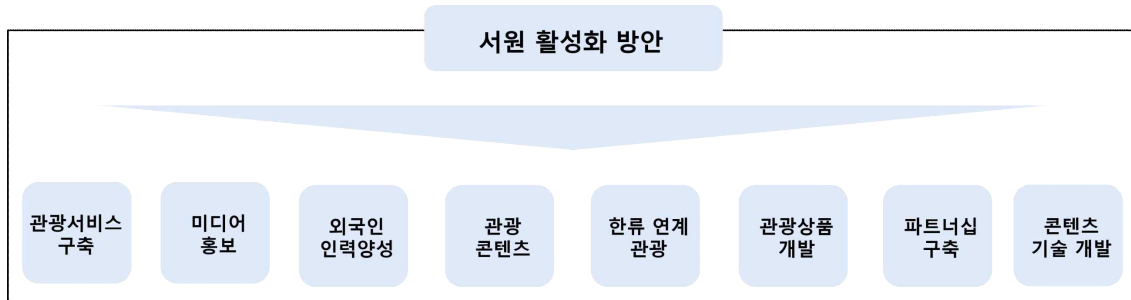 서원 활성화 방안
관광서비스
구축
미디어
홍보
외국인
인력양성
관광
콘텐츠
한류 연계
관광
관광상품
개발
파트너십
구축
콘텐츠
기술 개발